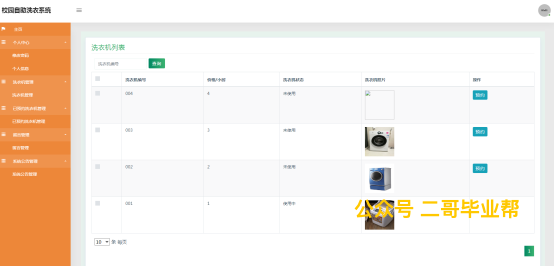 校园自助洗衣系统
主页
个人中心
修改密码
个人信息
洗衣机管理
洗衣机管理
已预约洗衣机管理
已预约洗衣机管理
留言管理
留言管理
系统公告管理
系统公告管理
洗衣机列表
洗衣机编号
查询
洗衣机编号 价格/小时 洗衣机状态 洗衣机图片 操作
004 4 未使用 预约
003 3 未使用 预约
002 2 未使用 预约
001 1 使用中
10 条 每页
1
公众号 二哥毕业帮